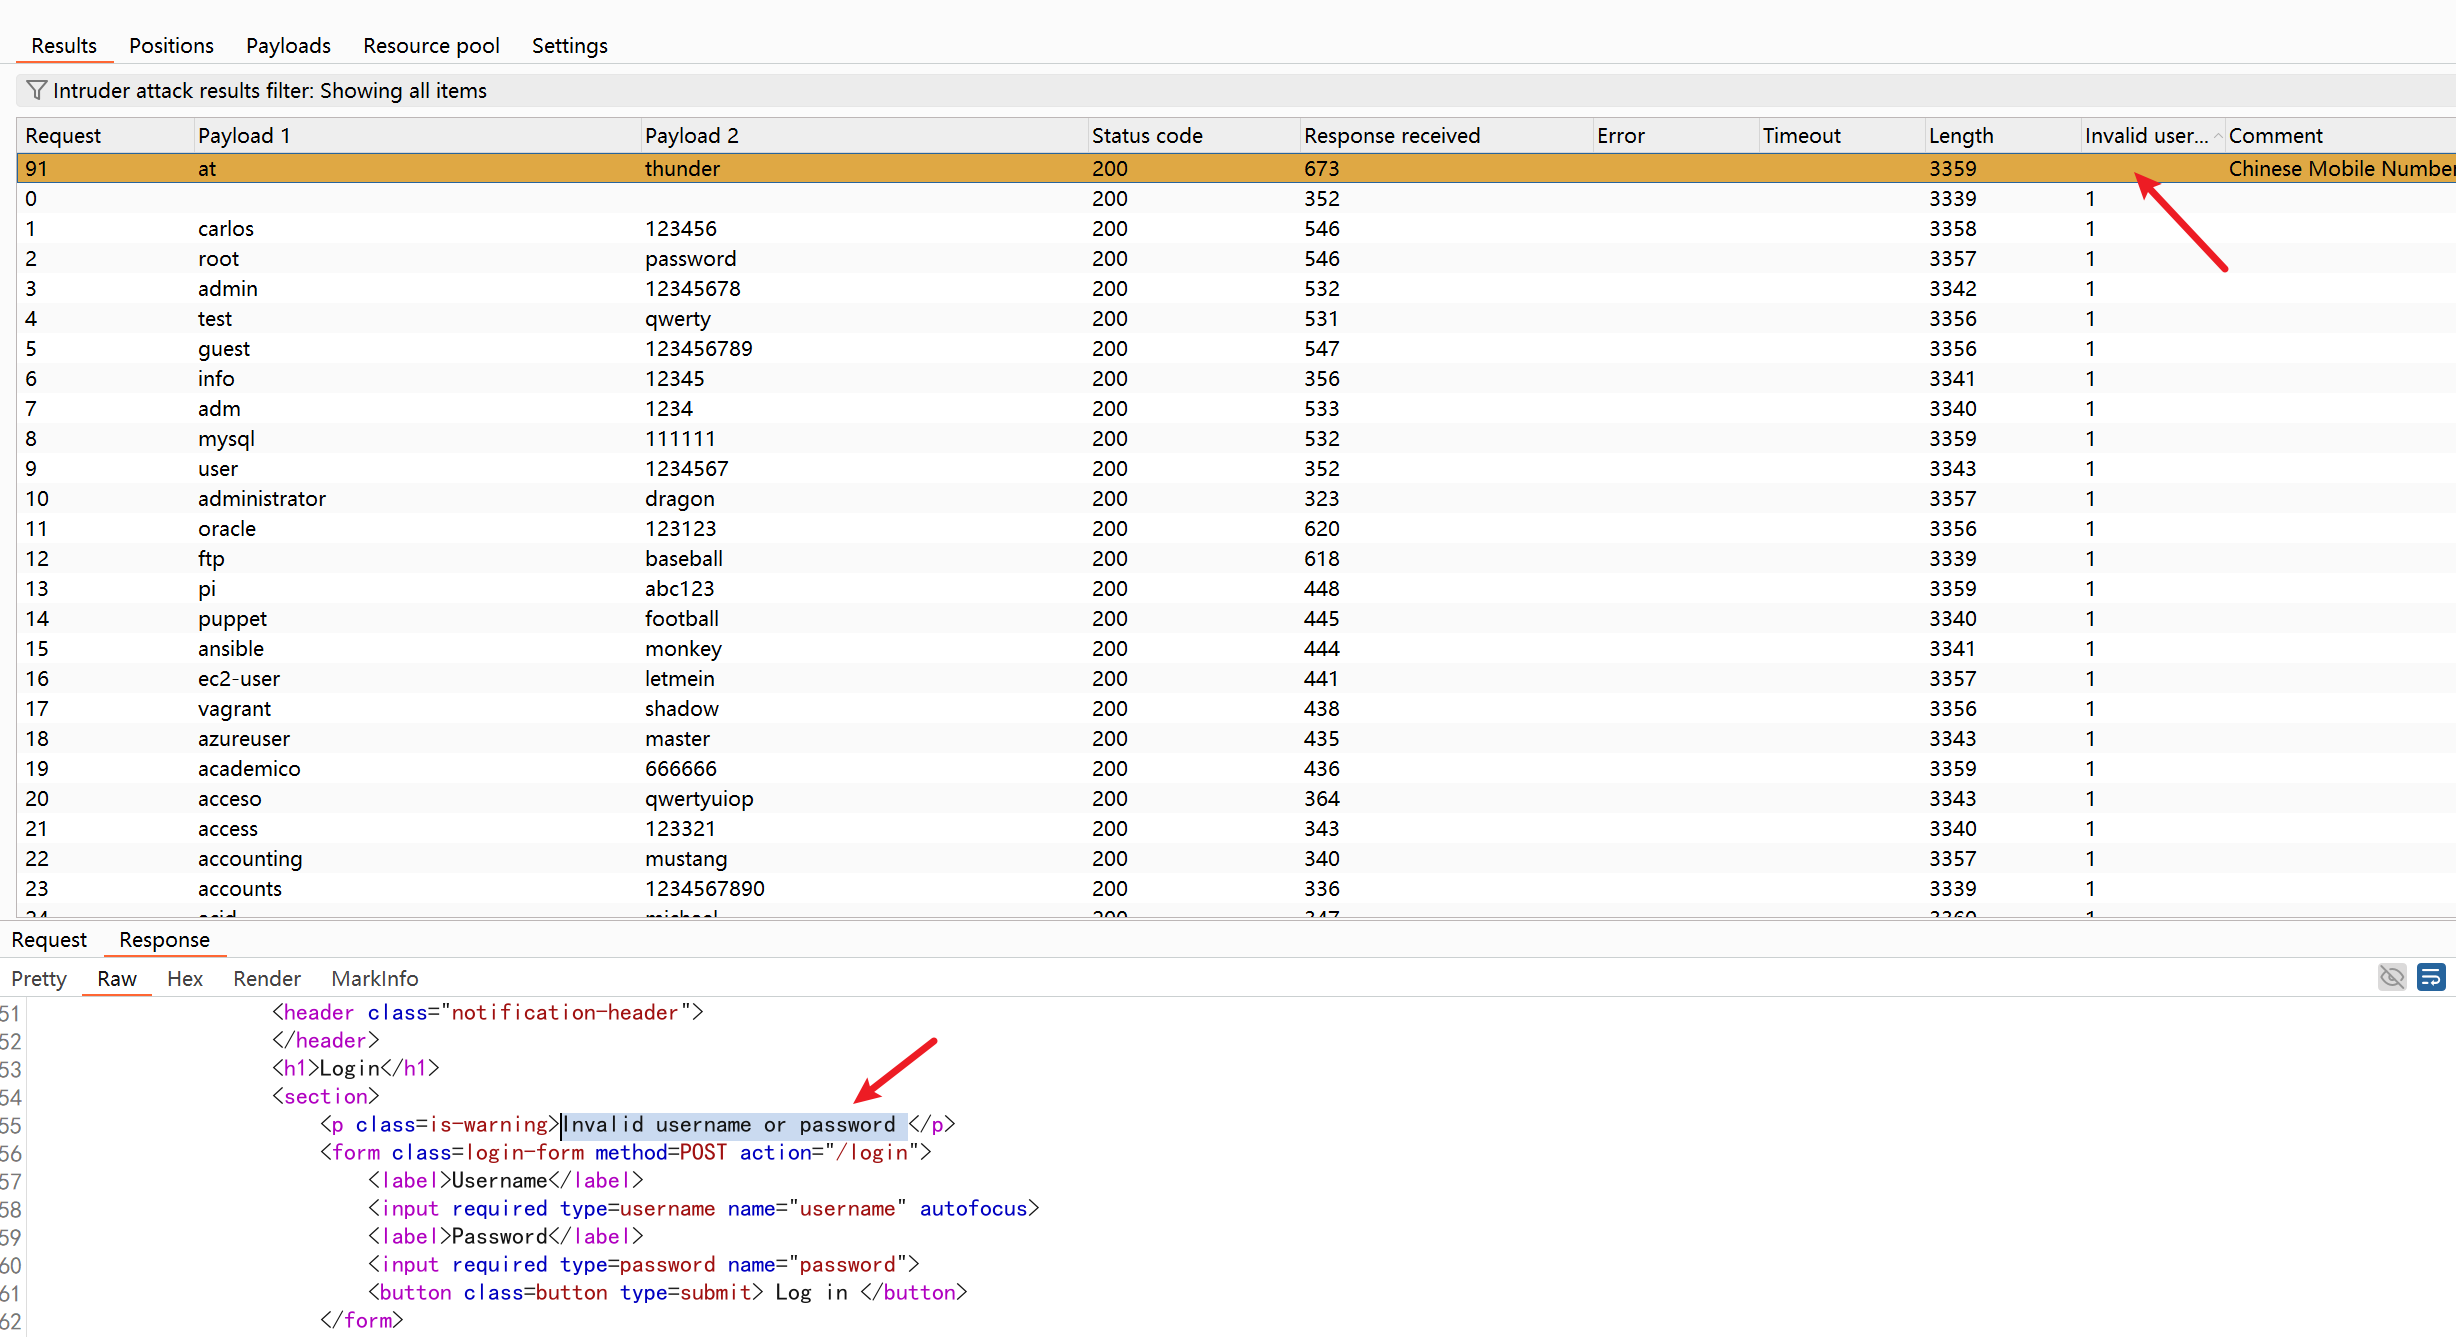 Results Positions Payloads Resource pool Settings
Intruder attack results filter: Showing all items
Request Payload 1 Payload 2 Status code Response received Error Timeout Length Invalid user... Comment
91 at thunder 200 673 3359 Chinese Mobile Number
0 200 352 3339 1
1 carlos 123456 200 546 3358 1
2 root password 200 546 3357 1
3 admin 12345678 200 532 3342 1
4 test qwerty 200 531 3356 1
5 guest 123456789 200 547 3356 1
6 info 12345 200 356 3341 1
7 adm 1234 200 533 3340 1
8 mysql 111111 200 532 3359 1
9 user 1234567 200 352 3343 1
10 administrator dragon 200 323 3357 1
11 oracle 123123 200 620 3356 1
12 ftp baseball 200 618 3339 1
13 pi abc123 200 448 3359 1
14 puppet football 200 445 3340 1
15 ansible monkey 200 444 3341 1
16 ec2-user letmein 200 441 3357 1
17 vagrant shadow 200 438 3356 1
18 azureuser master 200 435 3343 1
19 academico 666666 200 436 3359 1
20 acceso qwertyuiop 200 364 3343 1
21 access 123321 200 343 3340 1
22 accounting mustang 200 340 3357 1
23 accounts 1234567890 200 336 3339 1
24 acid michael 200 347 3360 1
Request Response
Pretty Raw Hex Render MarkInfo
51 <header class="notification-header">
52 </header>
53 <h1>Login</h1>
54 <section>
55 <p class=is-warning>Invalid username or password </p>
56 <form class=login-form method=POST action="/login">
57 <label>Username</label>
58 <input required type=username name="username" autofocus>
59 <label>Password</label>
60 <input required type=password name="password">
61 <button class=button type=submit> Log in </button>
62 </form>